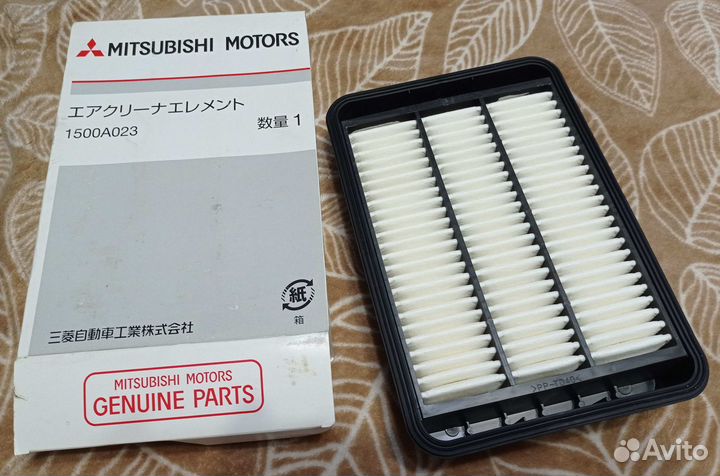 MITSUBISHI MOTORS
エアクリーナエレメント
1500A023
数量 1
紙
箱
三菱自動車工業株式会社
MITSUBISHI MOTORS
GENUINE PARTS
Avito